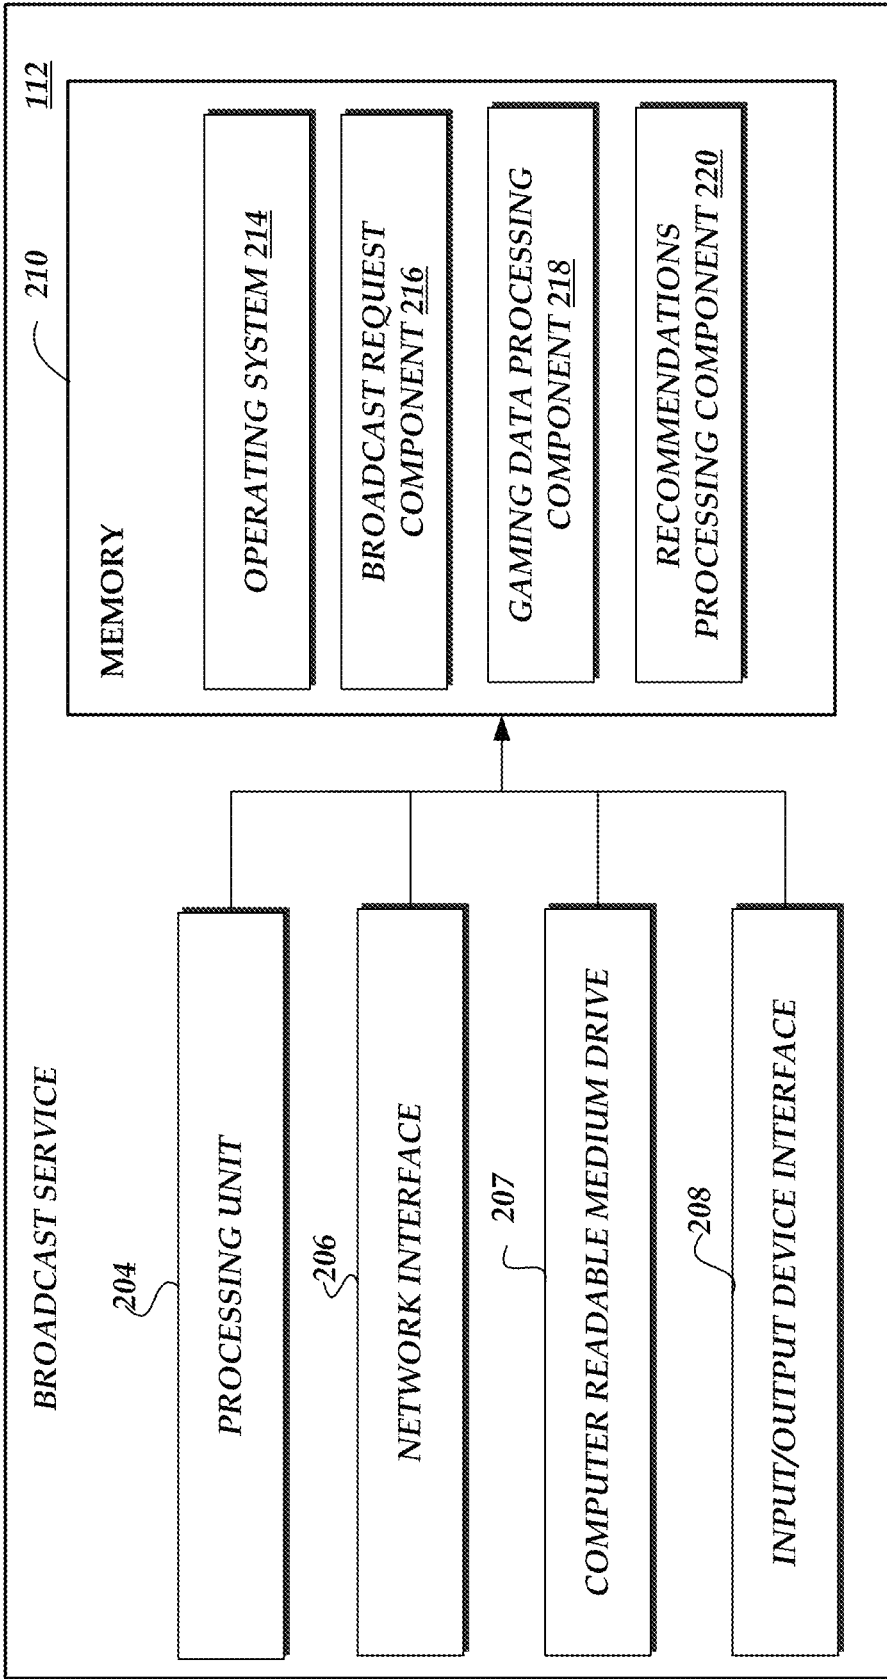 BROADCAST SERVICE
112
204
PROCESSING UNIT
206
NETWORK INTERFACE
207
COMPUTER READABLE MEDIUM DRIVE
208
INPUT/OUTPUT DEVICE INTERFACE
210
MEMORY
OPERATING SYSTEM 214
BROADCAST REQUEST
COMPONENT 216
GAMING DATA PROCESSING
COMPONENT 218
RECOMMENDATIONS
PROCESSING COMPONENT 220